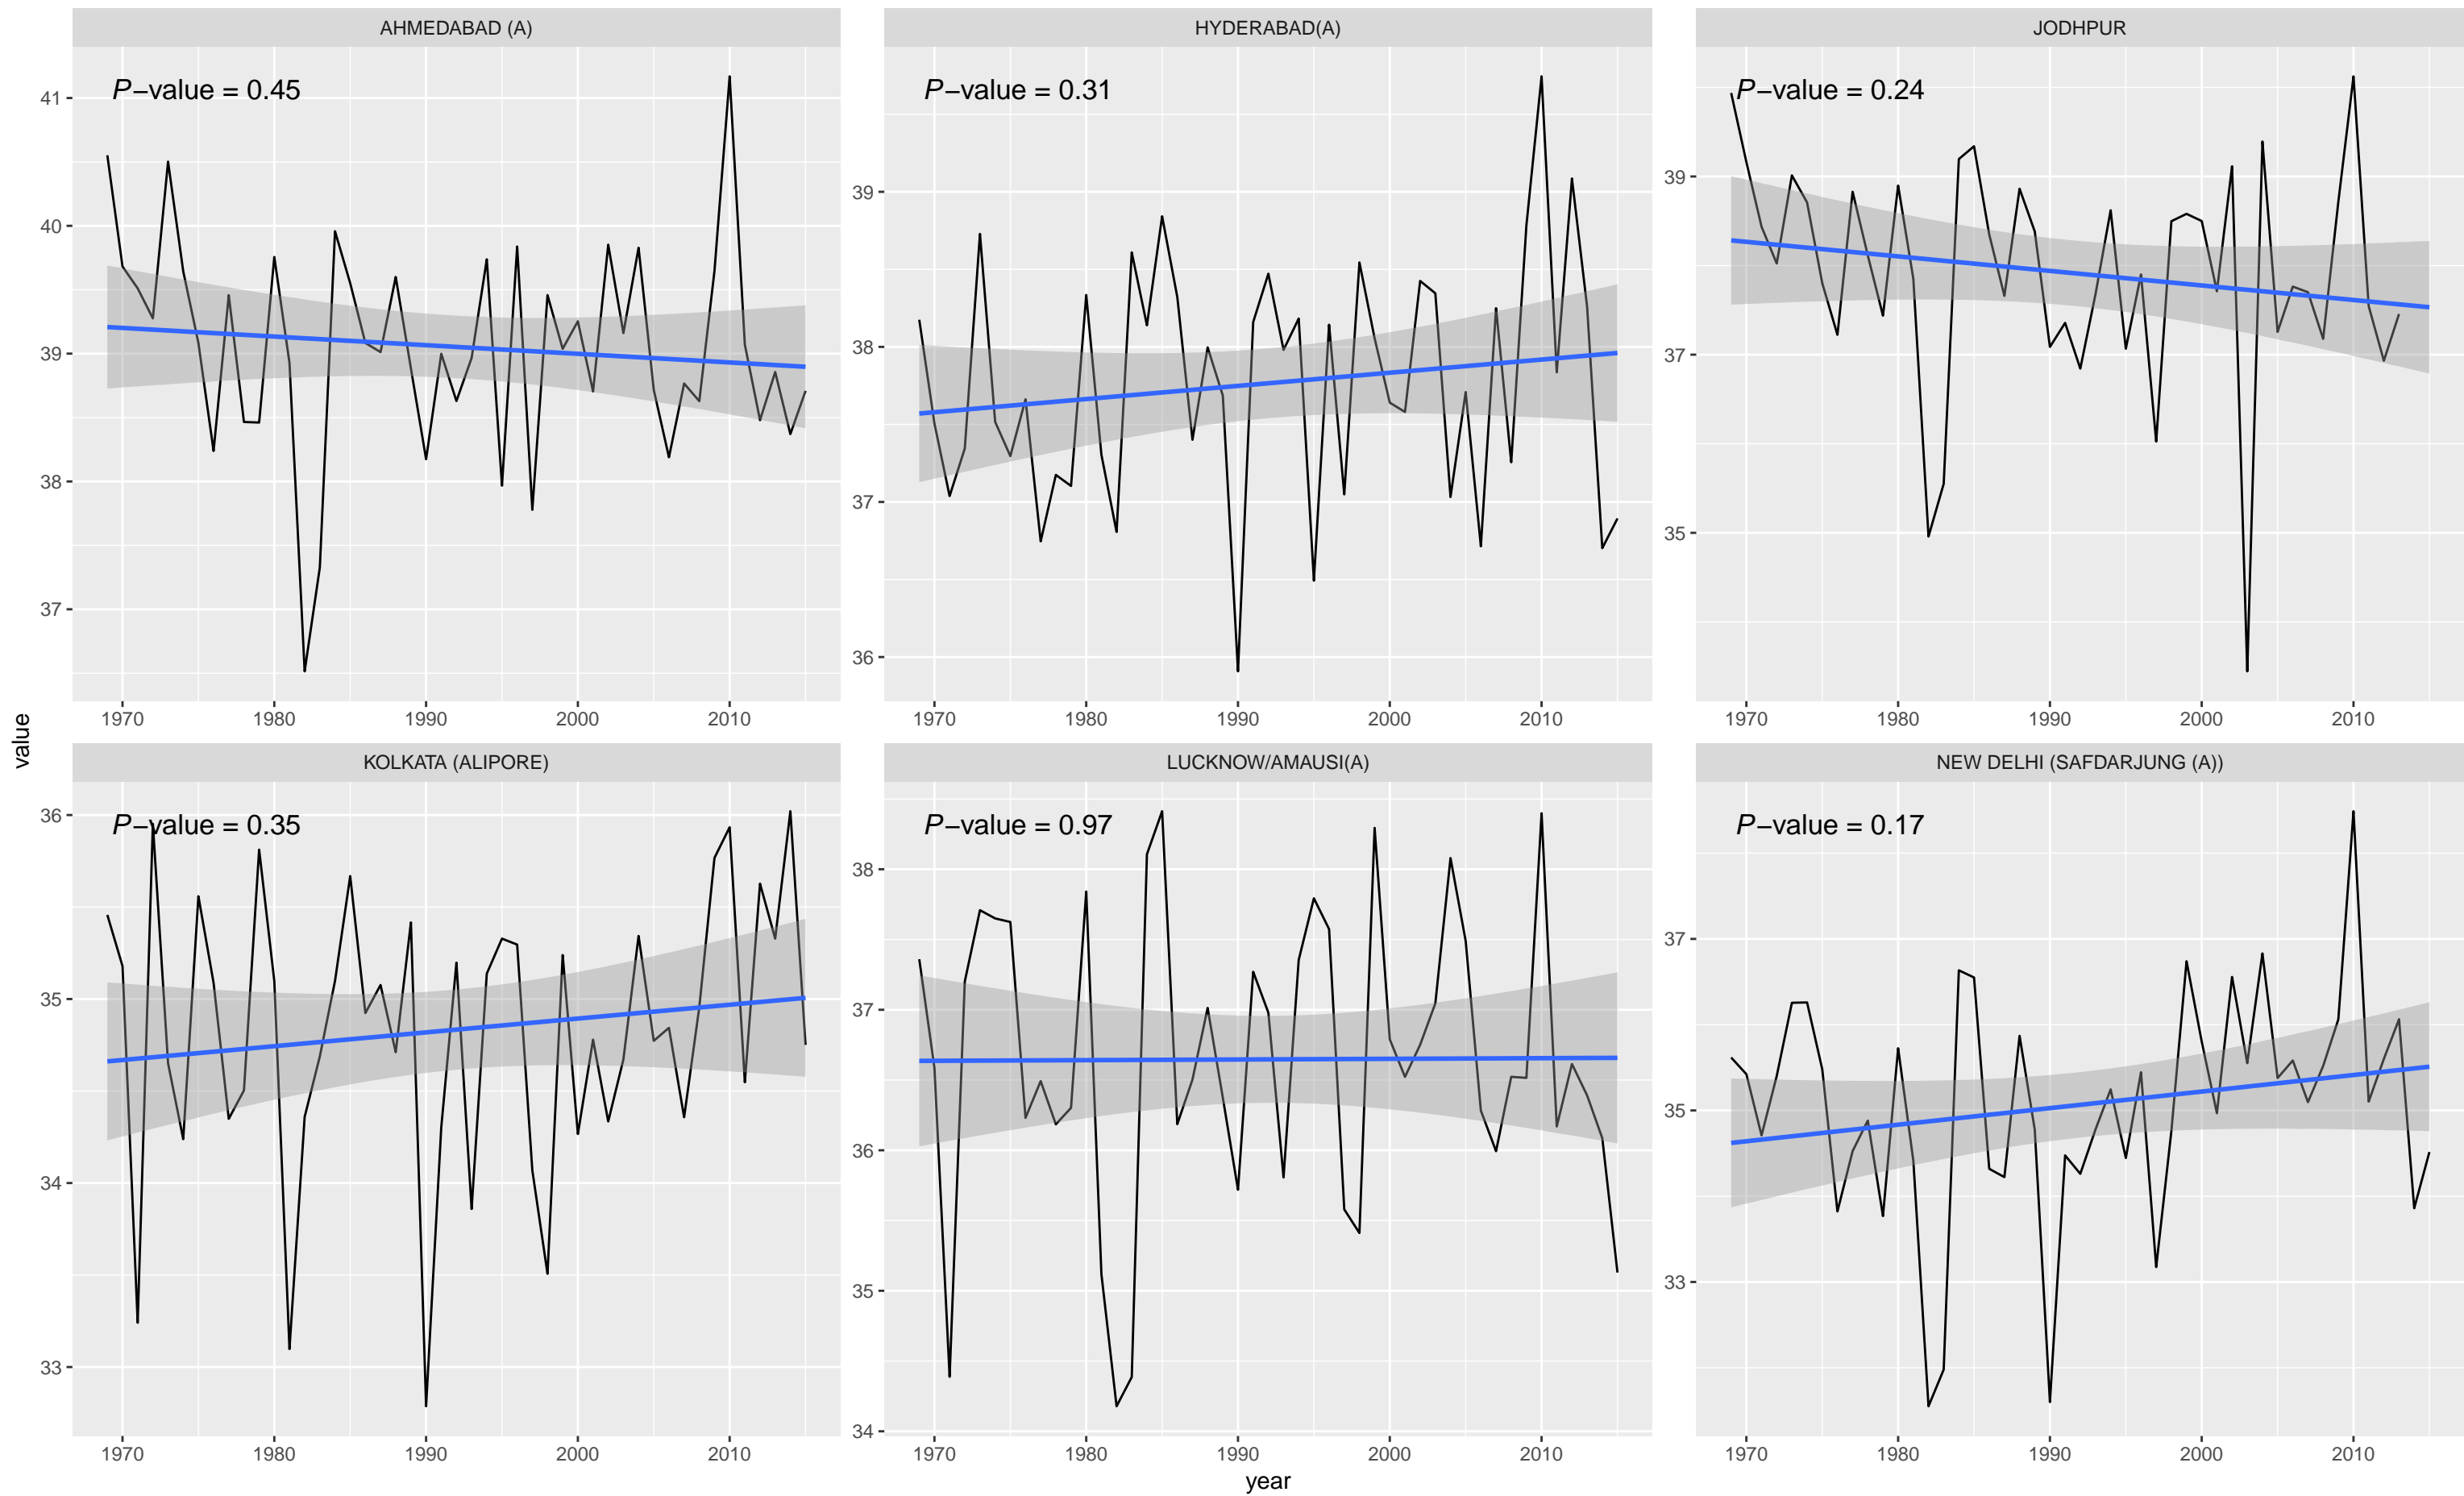 AHMEDABAD (A)
HYDERABAD(A)
JODHPUR
P−value = 0.45
P−value = 0.31
P−value = 0.24
41
40
39
38
37
39
38
37
36
39
37
35
1970 1980 1990 2000 2010
1970 1980 1990 2000 2010
1970 1980 1990 2000 2010
value
KOLKATA (ALIPORE)
LUCKNOW/AMAUSI(A)
NEW DELHI (SAFDARJUNG (A))
P−value = 0.35
P−value = 0.97
P−value = 0.17
36
35
34
33
38
37
36
35
34
37
35
33
1970 1980 1990 2000 2010
1970 1980 1990 2000 2010
1970 1980 1990 2000 2010
year